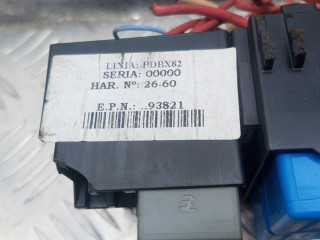 LINIA: PDBX82
SERIA: 00000
HAR. Nº: 26-60
E.P.N.: ..93821